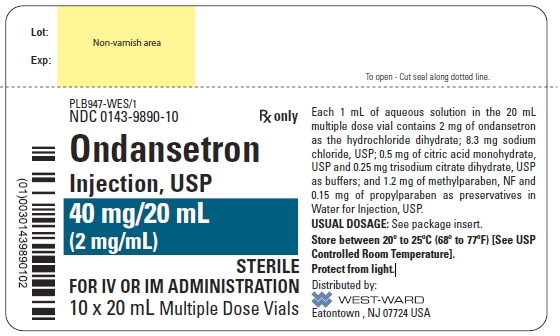 Lot:
Non-varnish area
Exp:
To open - Cut seal along dotted line.
PLB947-WES/1
NDC 0143-9890-10
Rx only
Ondansetron
Injection, USP
40 mg/20 mL
(2 mg/mL)
STERILE
FOR IV OR IM ADMINISTRATION
10 x 20 mL Multiple Dose Vials
(01)00301439890102
Each 1 mL of aqueous solution in the 20 mL
multiple dose vial contains 2 mg of ondansetron
as the hydrochloride dihydrate; 8.3 mg sodium
chloride, USP; 0.5 mg of citric acid monohydrate,
USP and 0.25 mg trisodium citrate dihydrate, USP
as buffers; and 1.2 mg of methylparaben, NF and
0.15 mg of propylparaben as preservatives in
Water for Injection, USP.
USUAL DOSAGE: See package insert.
Store between 20º to 25ºC (68º to 77ºF) [See USP
Controlled Room Temperature].
Protect from light.
Distributed by:
WEST-WARD
Eatontown , NJ 07724 USA